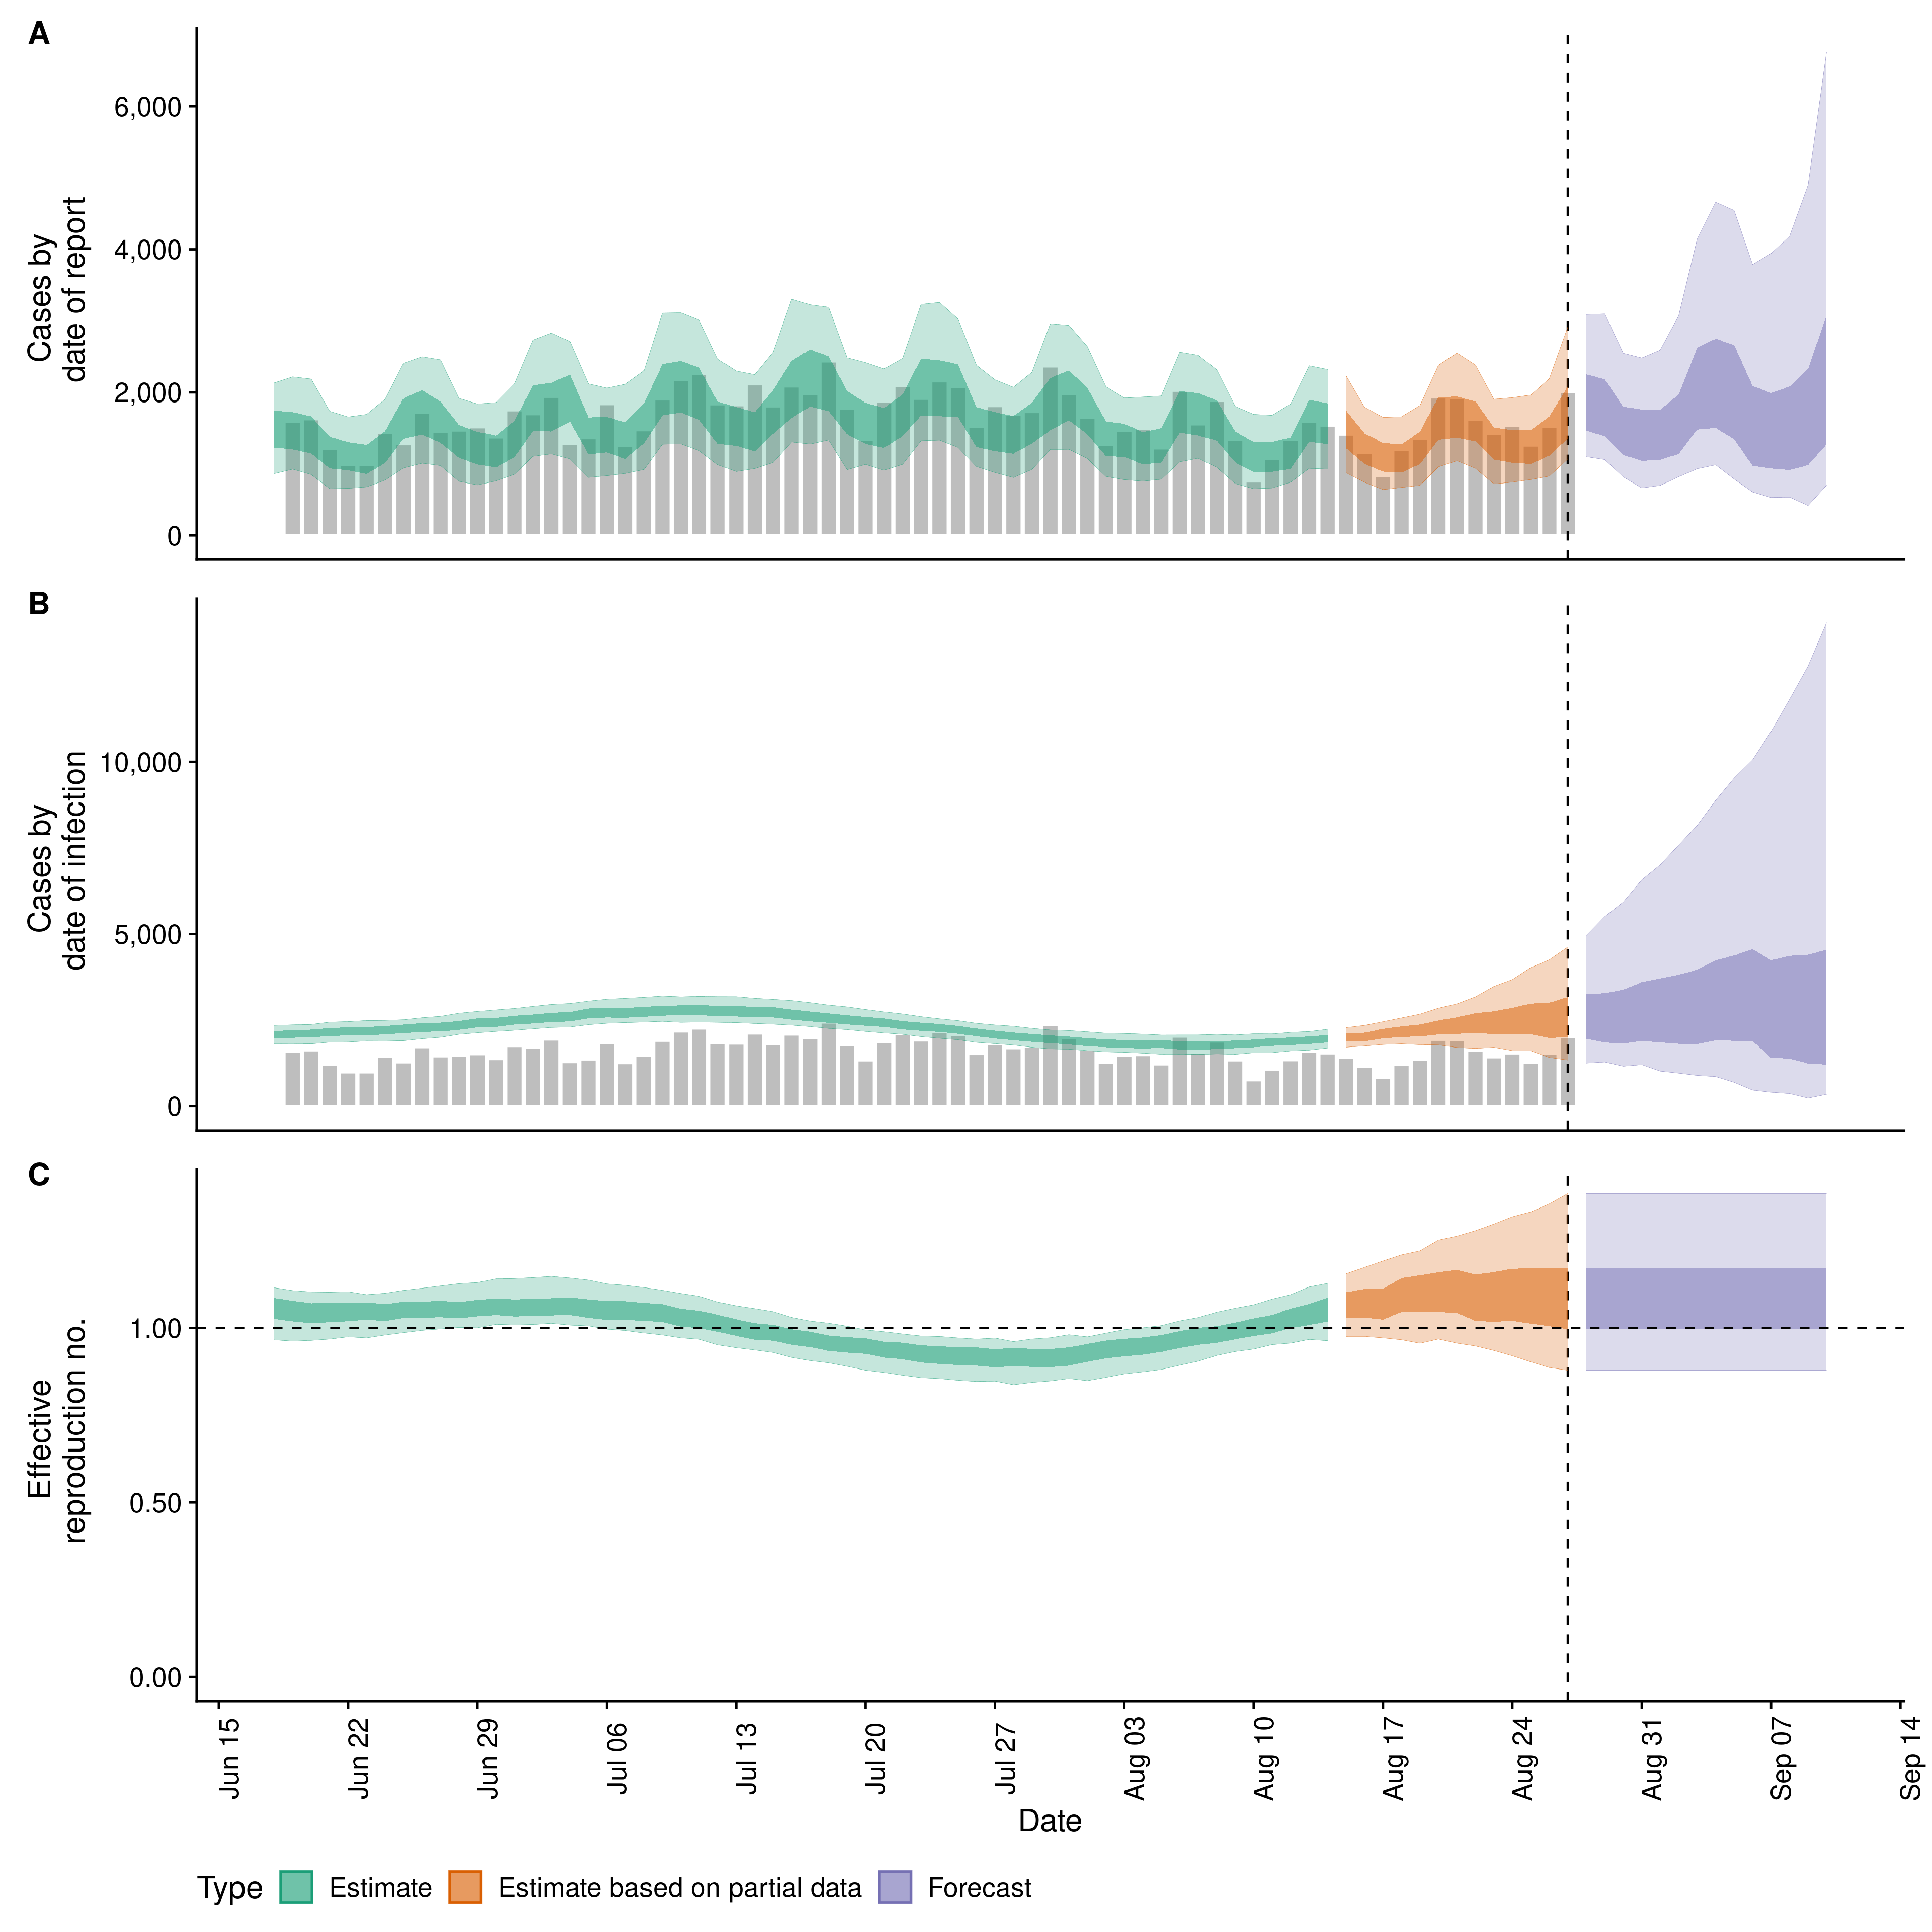 A
Cases by
date of report
6,000
4,000
2,000
0
B
Cases by
date of infection
10,000
5,000
0
C
Effective
reproduction no.
1.00
0.50
0.00
Jun 15
Jun 22
Jun 29
Jul 06
Jul 13
Jul 20
Jul 27
Aug 03
Aug 10
Aug 17
Aug 24
Aug 31
Sep 07
Sep 14
Date
Type Estimate Estimate based on partial data Forecast